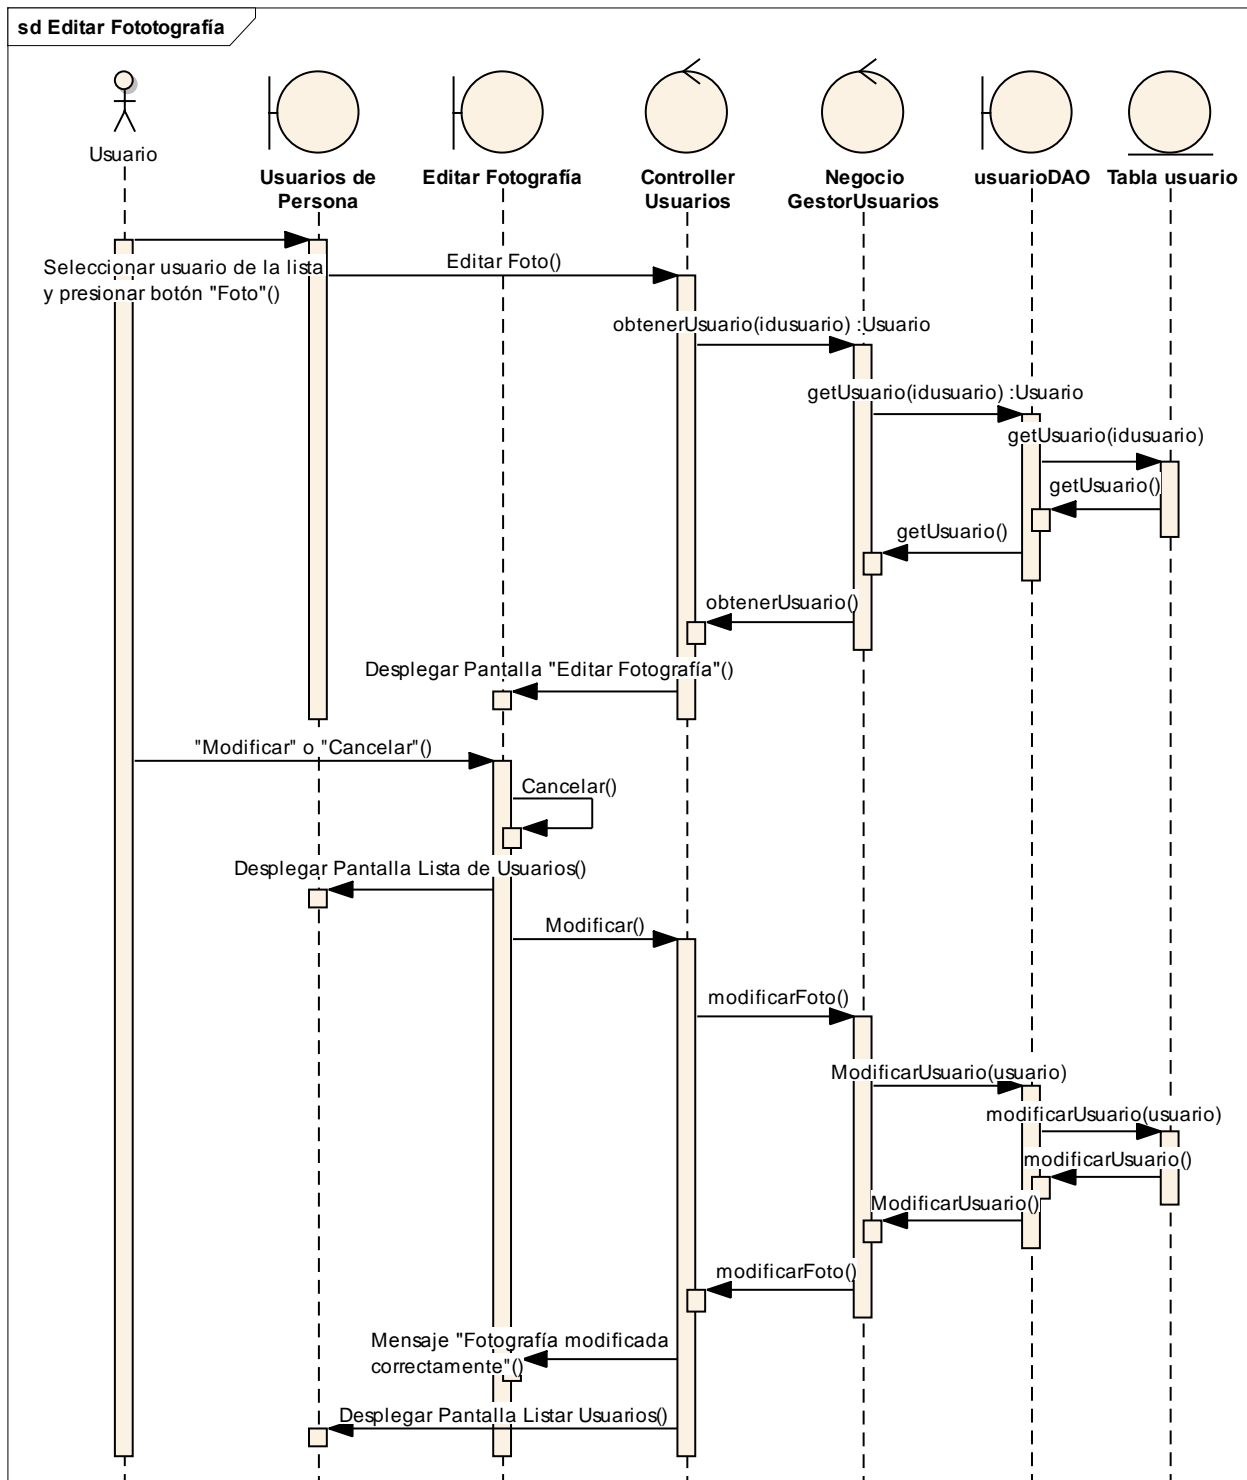 sd Editar Fototografía
Usuario
Usuarios de
Persona
Editar Fotografía
Controller
Usuarios
Negocio
GestorUsuarios
usuarioDAO
Tabla usuario
Seleccionar usuario de la lista
y presionar botón "Foto"()
Editar Foto()
obtenerUsuario(idusuario) :Usuario
getUsuario(idusuario) :Usuario
getUsuario(idusuario)
getUsuario()
getUsuario()
obtenerUsuario()
Desplegar Pantalla "Editar Fotografía"()
"Modificar" o "Cancelar"()
Cancelar()
Desplegar Pantalla Lista de Usuarios()
Modificar()
modificarFoto()
ModificarUsuario(usuario)
modificarUsuario(usuario)
modificarUsuario()
ModificarUsuario()
modificarFoto()
Mensaje "Fotografía modificada
correctamente"()
Desplegar Pantalla Listar Usuarios()